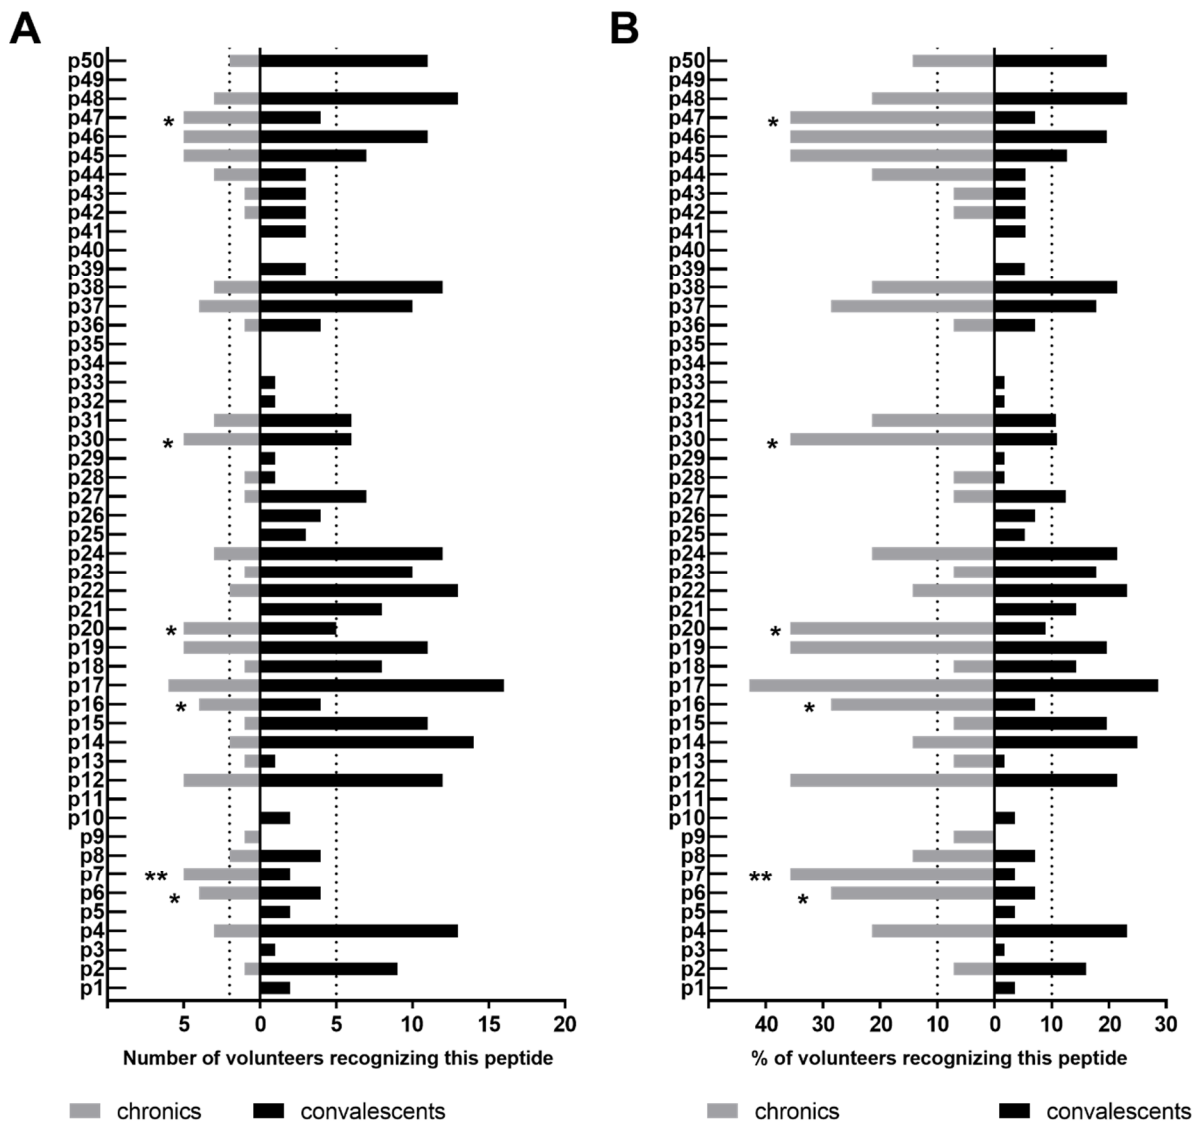 A
p50
p49
p48
p47 *
p46
p45
p44
p43
p42
p41
p40
p39
p38
p37
p36
p35
p34
p33
p32
p31
p30 *
p29
p28
p27
p26
p25
p24
p23
p22
p21
p20 *
p19
p18
p17
p16 *
p15
p14
p13
p12
p11
p10
p9
p8
p7 **
p6 *
p5
p4
p3
p2
p1
5 0 5 10 15 20
Number of volunteers recognizing this peptide
chronics convalescents
B
p50
p49
p48
p47 *
p46
p45
p44
p43
p42
p41
p40
p39
p38
p37
p36
p35
p34
p33
p32
p31
p30 *
p29
p28
p27
p26
p25
p24
p23
p22
p21
p20 *
p19
p18
p17
p16 *
p15
p14
p13
p12
p11
p10
p9
p8
p7 **
p6 *
p5
p4
p3
p2
p1
40 30 20 10 0 10 20 30
% of volunteers recognizing this peptide
chronics convalescents